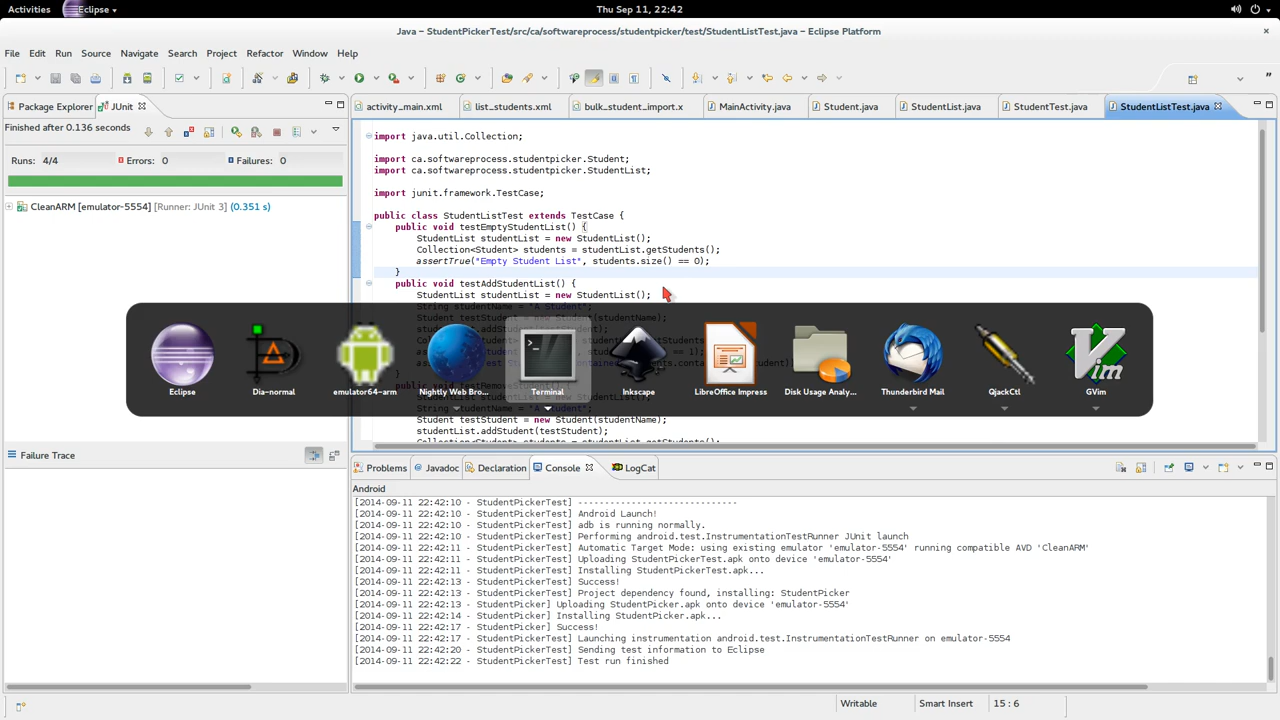 Activities Eclipse Thu Sep 11, 22:42
Java – StudentPickerTest/src/ca/softwareprocess/studentpicker/test/StudentListTest.java – Eclipse Platform
File Edit Run Source Navigate Search Project Refactor Window Help
Package Explorer JUnit
activity_main.xml list_students.xml bulk_student_import.x MainActivity.java Student.java StudentList.java StudentTest.java StudentListTest.java
Finished after 0.136 seconds
Runs: 4/4 Errors: 0 Failures: 0
CleanARM [emulator-5554] [Runner: JUnit 3] (0.351 s)
import java.util.Collection;
import ca.softwareprocess.studentpicker.Student;
import ca.softwareprocess.studentpicker.StudentList;
import junit.framework.TestCase;
public class StudentListTest extends TestCase {
public void testEmptyStudentList() {
StudentList studentList = new StudentList();
Collection<Student> students = studentList.getStudents();
assertTrue("Empty Student List", students.size() == 0);
}
public void testAddStudentList() {
StudentList studentList = new StudentList();
String studentName = "A Student";
Student testStudent = new Student(studentName);
Eclipse Dia-normal emulator64-arm Nightly Web Bro... Terminal Inkscape LibreOffice Impress Disk Usage Analy... Thunderbird Mail QjackCtl GVim
Student testStudent = new Student(studentName);
studentList.addStudent(testStudent);
Failure Trace
Problems Javadoc Declaration Console LogCat
Android
[2014-09-11 22:42:10 - StudentPickerTest] ------------------------------
[2014-09-11 22:42:10 - StudentPickerTest] Android Launch!
[2014-09-11 22:42:10 - StudentPickerTest] adb is running normally.
[2014-09-11 22:42:10 - StudentPickerTest] Performing android.test.InstrumentationTestRunner JUnit launch
[2014-09-11 22:42:11 - StudentPickerTest] Automatic Target Mode: using existing emulator 'emulator-5554' running compatible AVD 'CleanARM'
[2014-09-11 22:42:11 - StudentPickerTest] Uploading StudentPickerTest.apk onto device 'emulator-5554'
[2014-09-11 22:42:11 - StudentPickerTest] Installing StudentPickerTest.apk...
[2014-09-11 22:42:13 - StudentPickerTest] Success!
[2014-09-11 22:42:13 - StudentPickerTest] Project dependency found, installing: StudentPicker
[2014-09-11 22:42:13 - StudentPicker] Uploading StudentPicker.apk onto device 'emulator-5554'
[2014-09-11 22:42:14 - StudentPicker] Installing StudentPicker.apk...
[2014-09-11 22:42:17 - StudentPicker] Success!
[2014-09-11 22:42:17 - StudentPickerTest] Launching instrumentation android.test.InstrumentationTestRunner on emulator-5554
[2014-09-11 22:42:20 - StudentPickerTest] Sending test information to Eclipse
[2014-09-11 22:42:22 - StudentPickerTest] Test run finished
Writable Smart Insert 15 : 6